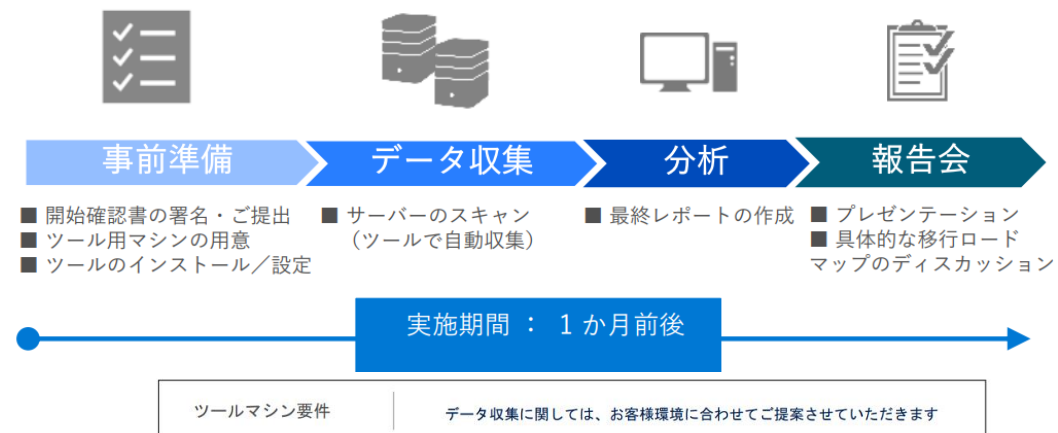 事前準備
データ収集
分析
報告会
■ 開始確認書の署名・ご提出
■ ツール用マシンの用意
■ ツールのインストール／設定
■ サーバーのスキャン
（ツールで自動収集）
■ 最終レポートの作成
■ プレゼンテーション
■ 具体的な移行ロード
マップのディスカッション
実施期間 ： 1 か月前後
ツールマシン要件
データ収集に関しては、お客様環境に合わせてご提案させていただきます